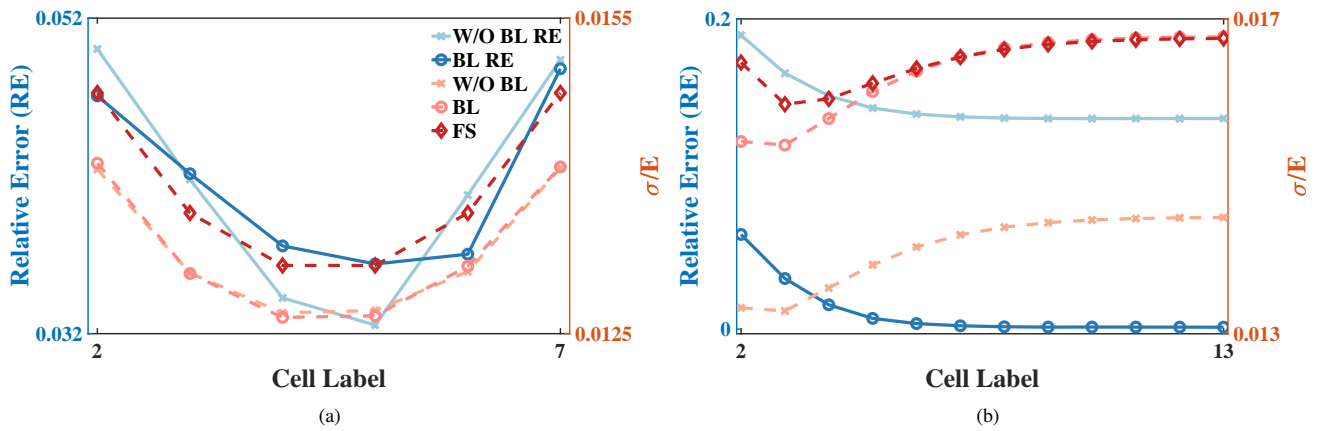 0.052
0.032
Relative Error (RE)
W/O BL RE
BL RE
W/O BL
BL
FS
0.0155
0.0125
σ/E
2
7
Cell Label
(a)
0.2
0
Relative Error (RE)
0.017
0.013
σ/E
2
13
Cell Label
(b)